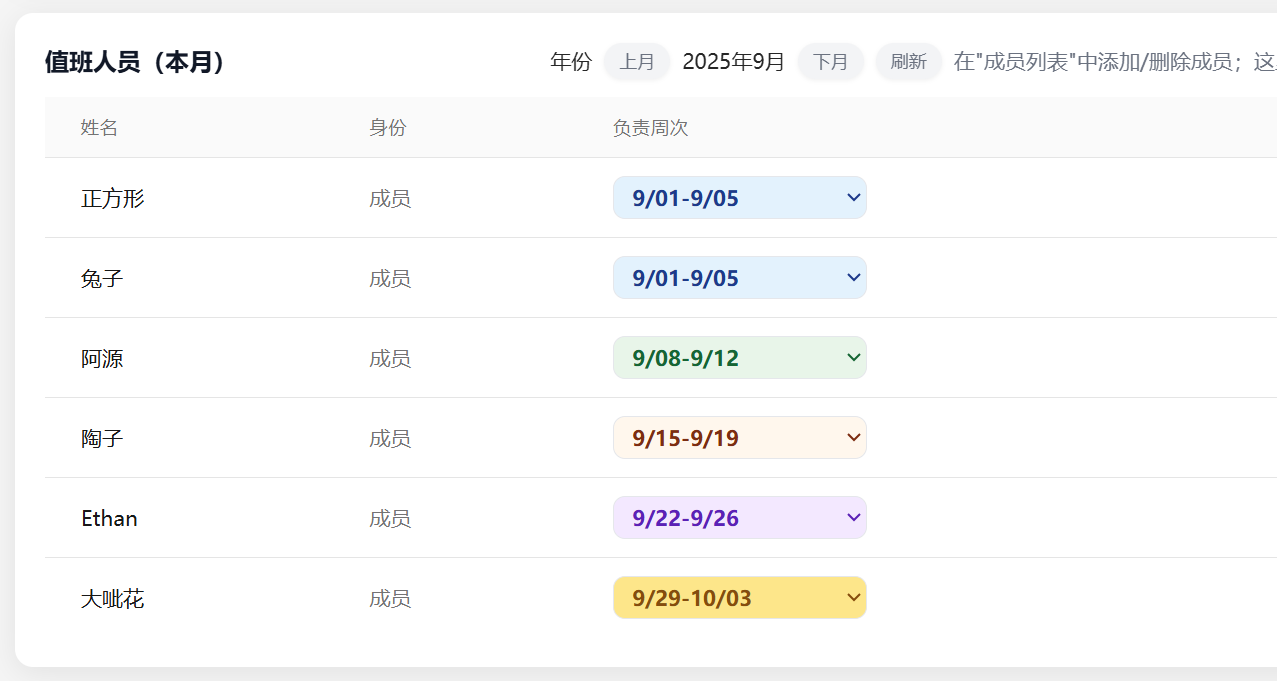 值班人员（本月）
年份 上月 2025年9月 下月 刷新 在"成员列表"中添加/删除成员；这
姓名 身份 负责周次
正方形 成员 9/01-9/05
兔子 成员 9/01-9/05
阿源 成员 9/08-9/12
陶子 成员 9/15-9/19
Ethan 成员 9/22-9/26
大呲花 成员 9/29-10/03